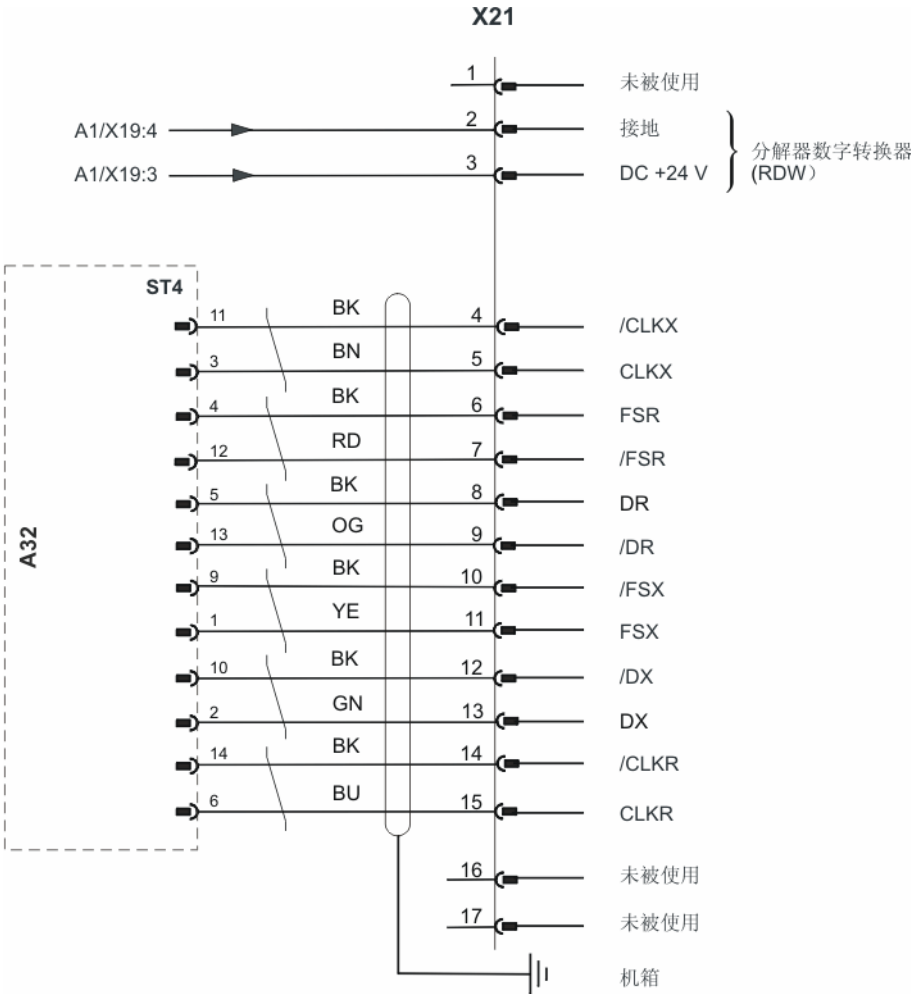 X21
1 未被使用
A1/X19:4 2 接地
A1/X19:3 3 DC +24 V
分解器数字转换器
(RDW）
A32
ST4
11 BK 4 /CLKX
3 BN 5 CLKX
4 BK 6 FSR
12 RD 7 /FSR
5 BK 8 DR
13 OG 9 /DR
9 BK 10 /FSX
1 YE 11 FSX
10 BK 12 /DX
2 GN 13 DX
14 BK 14 /CLKR
6 BU 15 CLKR
16 未被使用
17 未被使用
机箱